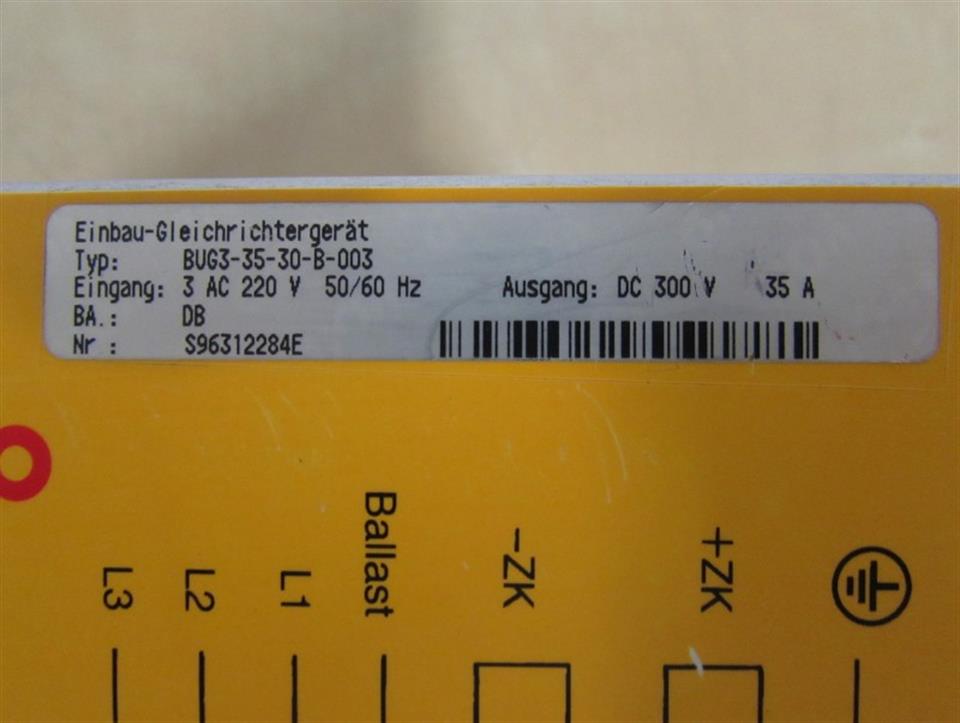 Einbau-Gleichrichtergerät
Typ: BUG3-35-30-B-003
Eingang: 3 AC 220 V 50/60 Hz Ausgang: DC 300 V 35 A
BA.: DB
Nr : S96312284E
L3 L2 L1 Ballast -ZK +ZK